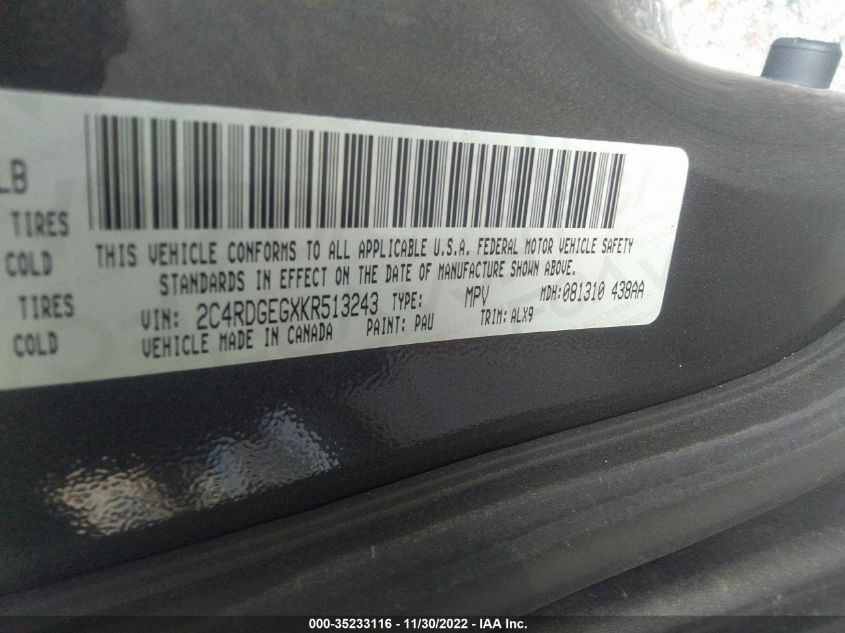 LB
TIRES
COLD
TIRES
COLD
THIS VEHICLE CONFORMS TO ALL APPLICABLE U.S.A. FEDERAL MOTOR VEHICLE SAFETY
STANDARDS IN EFFECT ON THE DATE OF MANUFACTURE SHOWN ABOVE.
VIN: 2C4RDGEGXKR513243 TYPE: MPV MDH:081310 438AA
VEHICLE MADE IN CANADA PAINT: PAU TRIM:ALX9
000-35233116 - 11/30/2022 - IAA Inc.